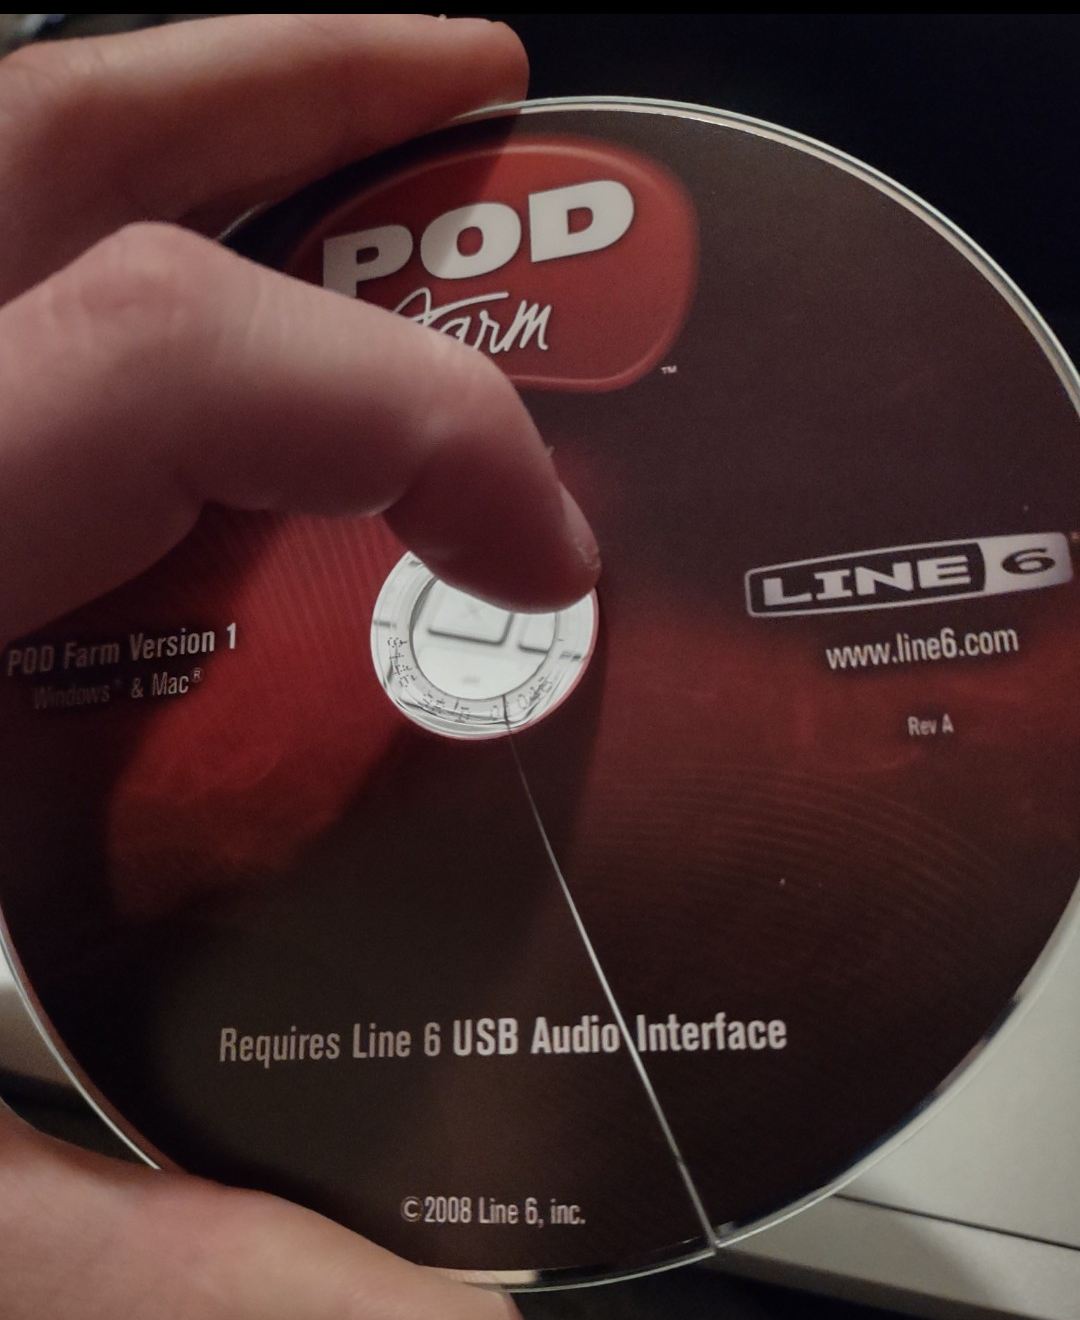 POD
Farm
™
LINE 6
www.line6.com
Rev A
POD Farm Version 1
Windows® & Mac®
Requires Line 6 USB Audio Interface
©2008 Line 6, inc.